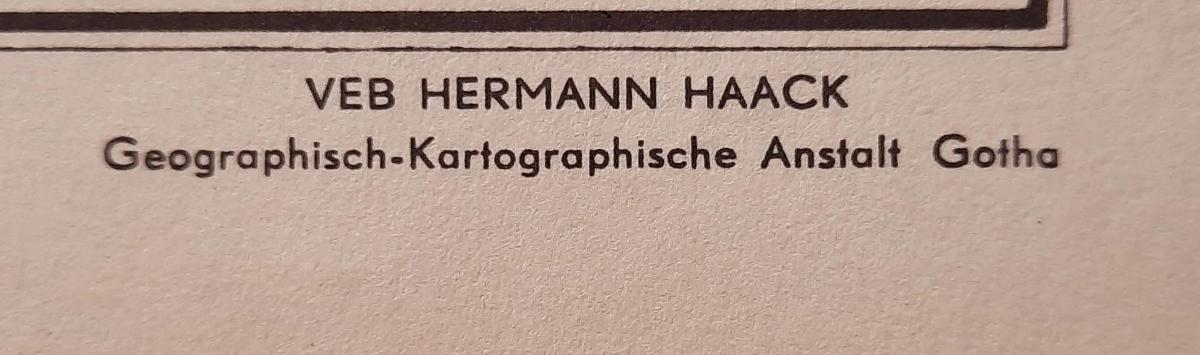 VEB HERMANN HAACK
Geographisch-Kartographische Anstalt Gotha